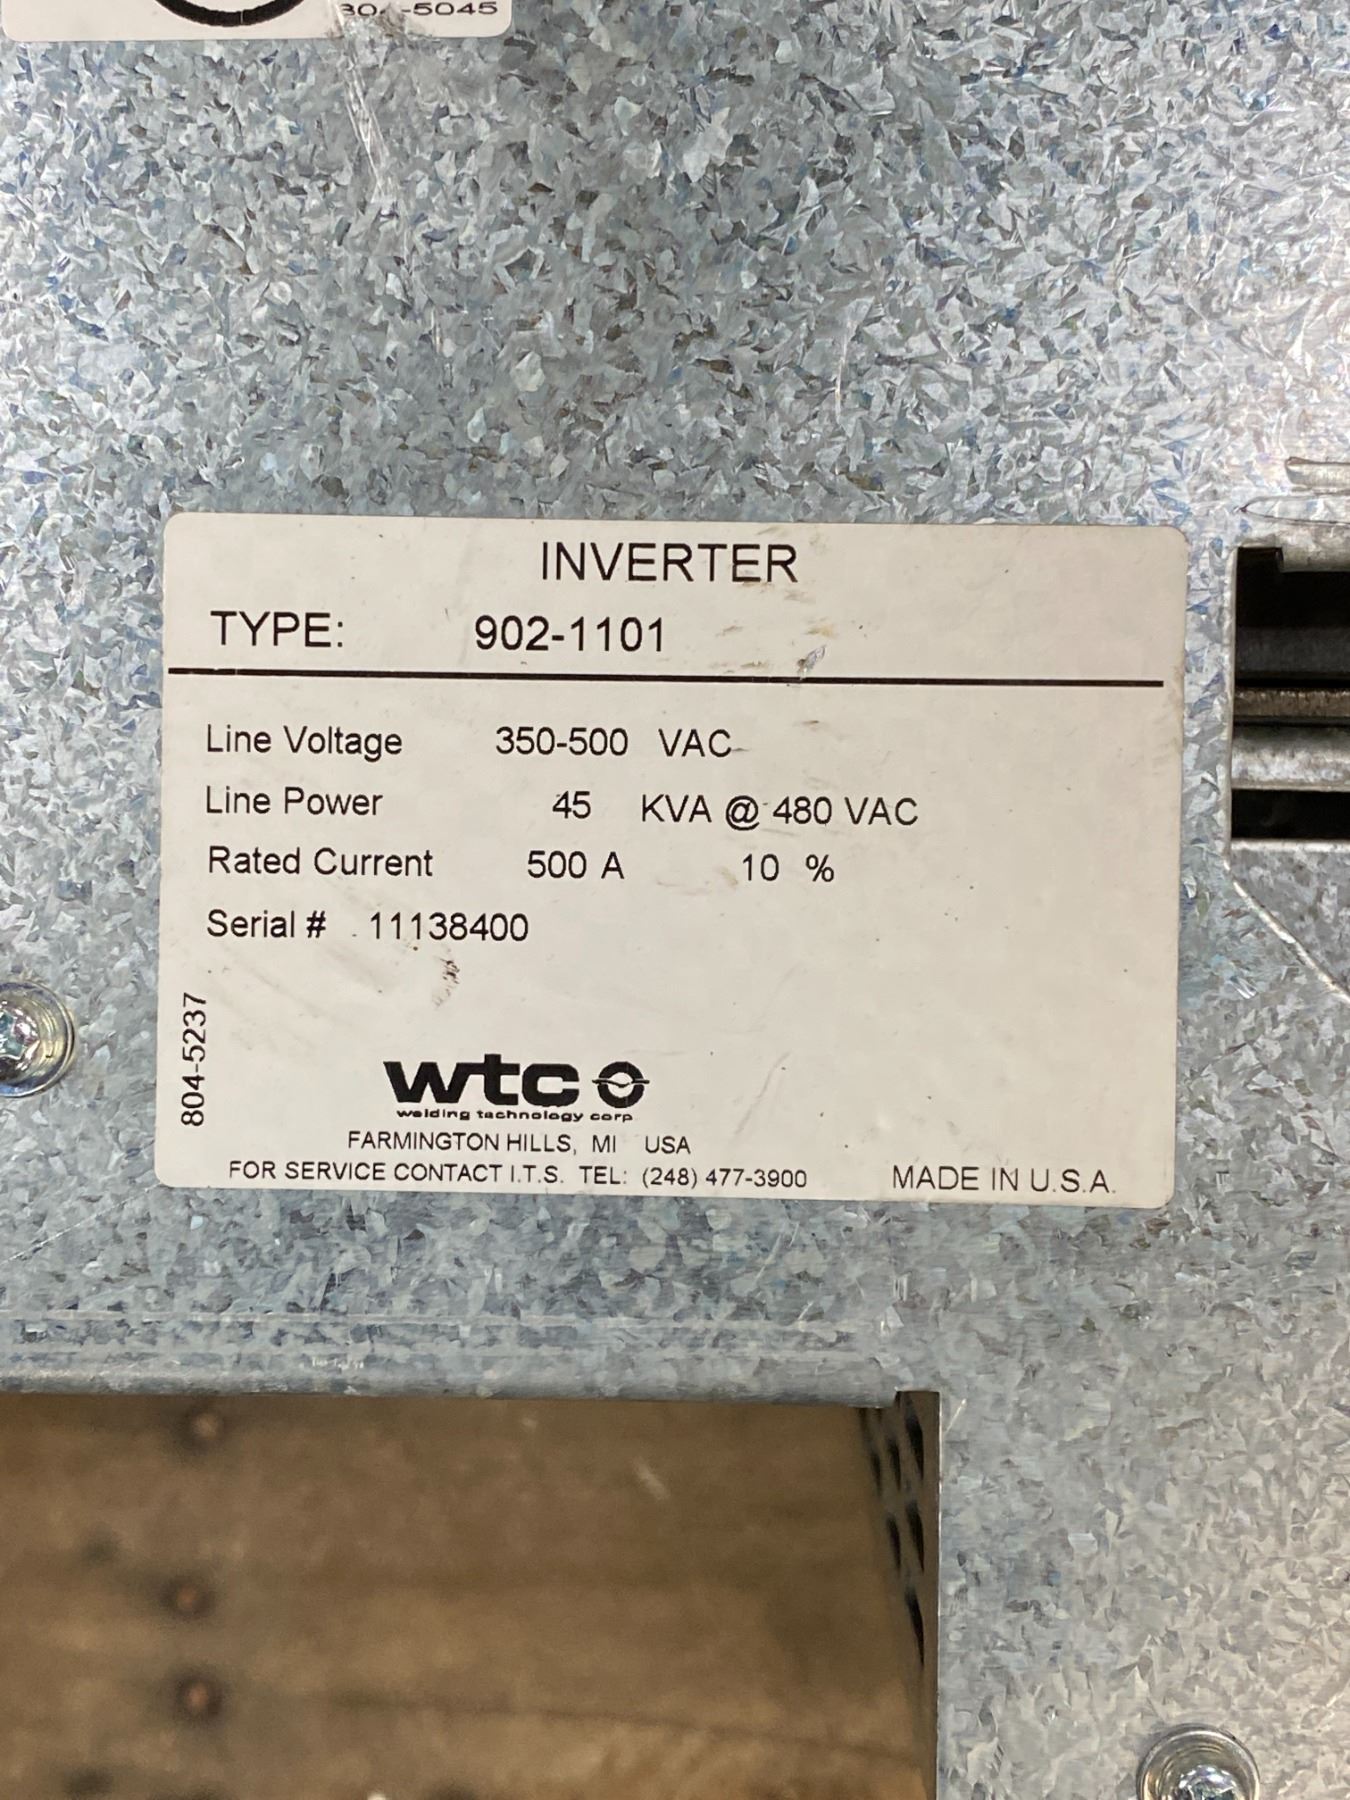 -5045
INVERTER
TYPE: 902-1101
Line Voltage 350-500 VAC
Line Power 45 KVA @ 480 VAC
Rated Current 500 A 10 %
Serial # 11138400
804-5237
wtc
welding technology corp
FARMINGTON HILLS, MI USA
FOR SERVICE CONTACT I.T.S. TEL: (248) 477-3900 MADE IN U.S.A.